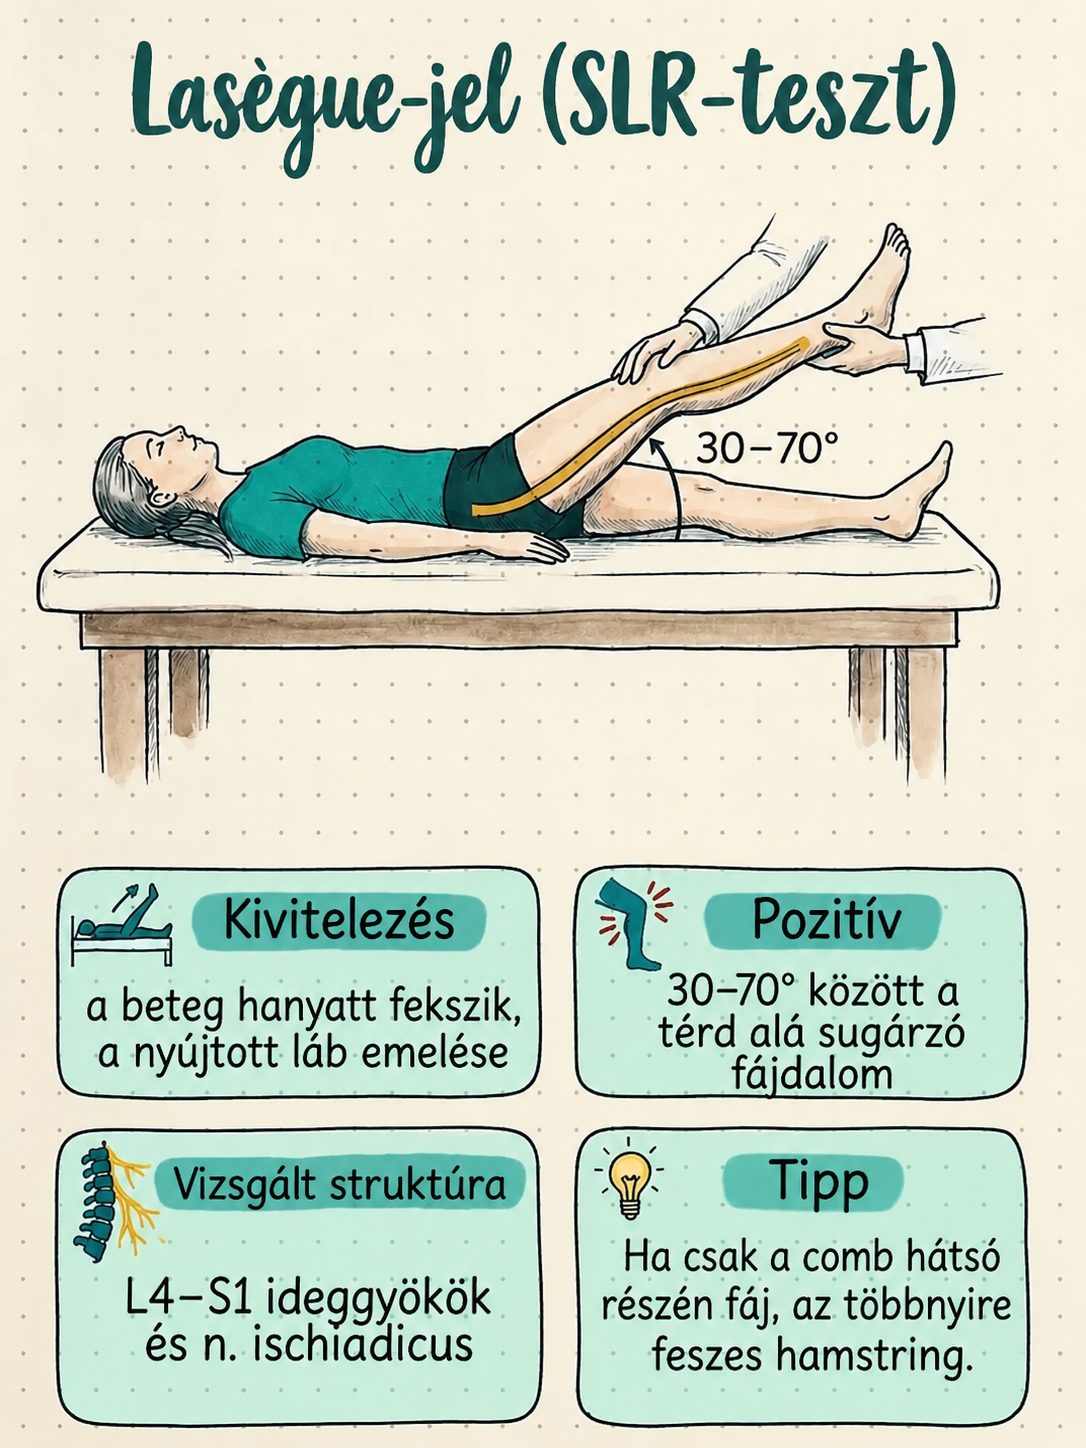 Lasègue-jel (SLR-teszt)
30–70°
Kivitelezés
a beteg hanyatt fekszik,
a nyújtott láb emelése
Pozitív
30–70° között a
térd alá sugárzó
fájdalom
Vizsgált struktúra
L4–S1 ideggyökök
és n. ischiadicus
Tipp
Ha csak a comb hátsó
részén fáj, az többnyire
feszes hamstring.